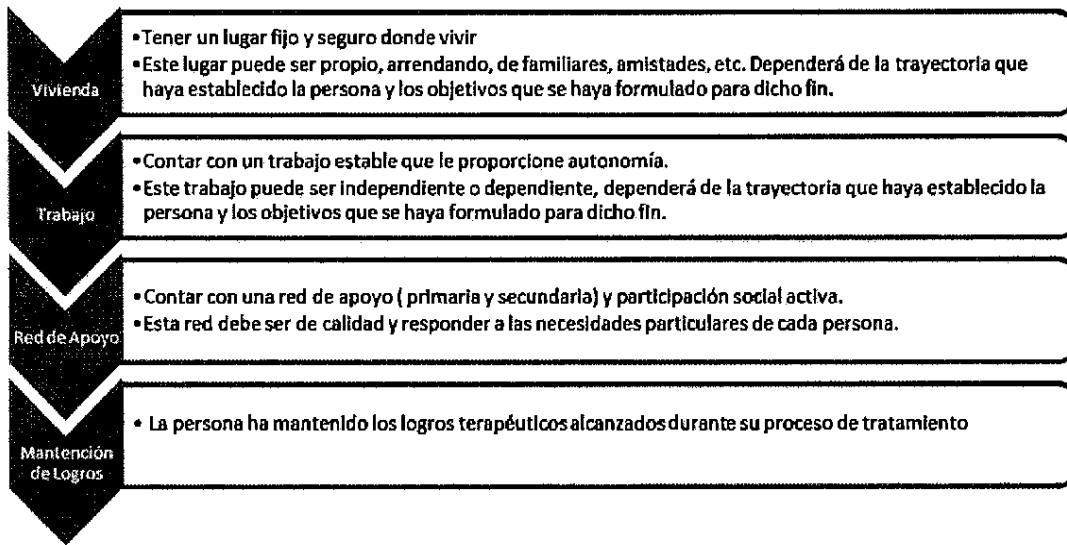 Vivienda
•Tener un lugar fijo y seguro donde vivir
•Este lugar puede ser propio, arrendando, de familiares, amistades, etc. Dependerá de la trayectoria que
haya establecido la persona y los objetivos que se haya formulado para dicho fin.
Trabajo
•Contar con un trabajo estable que le proporcione autonomía.
•Este trabajo puede ser independiente o dependiente, dependerá de la trayectoria que haya establecido la
persona y los objetivos que se haya formulado para dicho fin.
Red de Apoyo
•Contar con una red de apoyo ( primaria y secundaria) y participación social activa.
•Esta red debe ser de calidad y responder a las necesidades particulares de cada persona.
Mantención
de Logros
• La persona ha mantenido los logros terapéuticos alcanzados durante su proceso de tratamiento